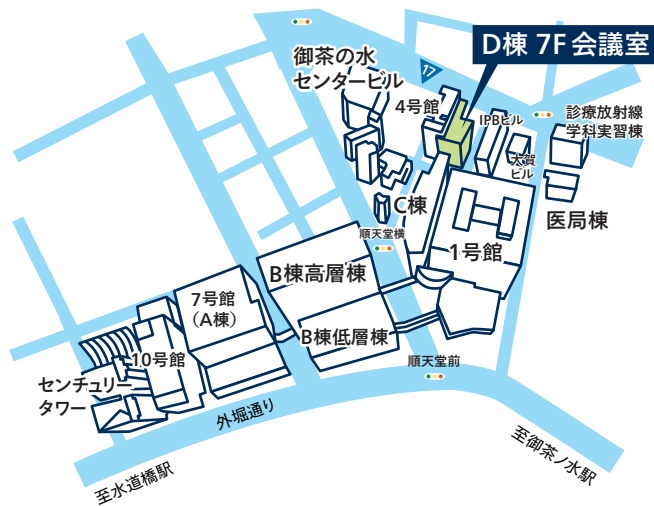 D棟 7F 会議室
御茶の水
センタービル
17
4号館
IPBビル
診療放射線
学科実習棟
大賀
ビル
C棟
医局棟
順天堂横
1号館
B棟高層棟
7号館
（A棟）
B棟低層棟
10号館
順天堂前
センチュリー
タワー
外堀通り
至御茶ノ水駅
至水道橋駅